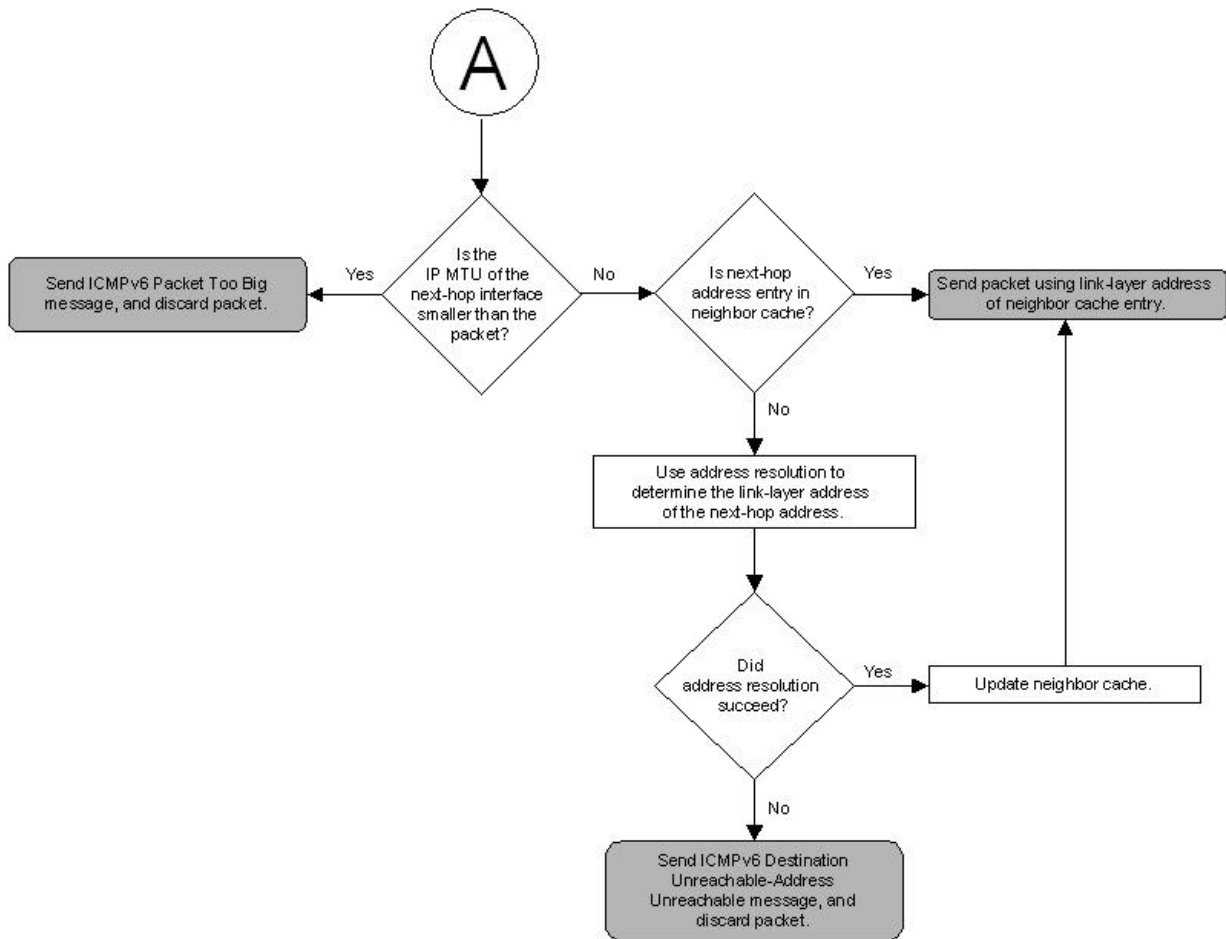 A
Is the
IP MTU of the
next-hop interface
smaller than the
packet?
Yes
Send ICMPv6 Packet Too Big
message, and discard packet.
No
Is next-hop
address entry in
neighbor cache?
Yes
Send packet using link-layer address
of neighbor cache entry.
No
Use address resolution to
determine the link-layer address
of the next-hop address.
Did
address resolution
succeed?
Yes
Update neighbor cache.
No
Send ICMPv6 Destination
Unreachable-Address
Unreachable message, and
discard packet.